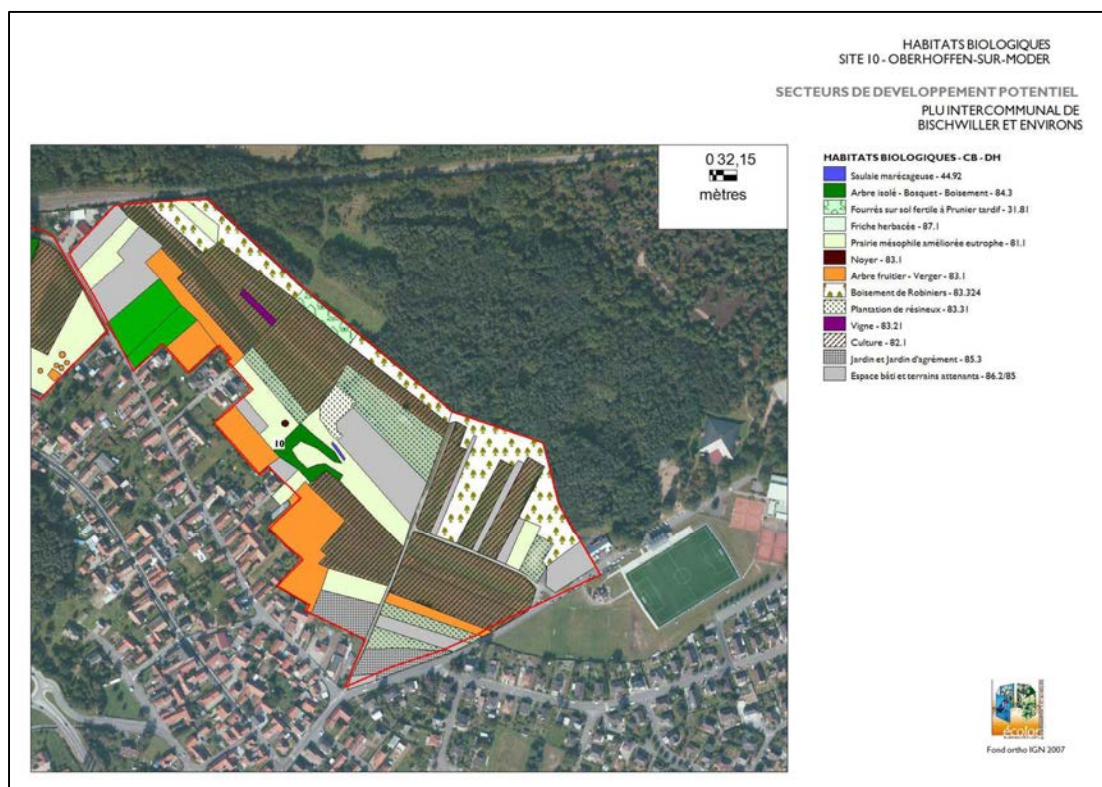 HABITATS BIOLOGIQUES
SITE 10 - OBERHOFFEN-SUR-MODER
SECTEURS DE DEVELOPPEMENT POTENTIEL
PLU INTERCOMMUNAL DE
BISCHWILLER ET ENVIRONS
0 32,15
mètres
HABITATS BIOLOGIQUES - CB - DH
Saulaie marécageuse - 44.92
Arbre isolé - Bosquet - Boisement - 84.3
Fourrés sur sol fertile à Prunier tardif - 31.81
Friche herbacée - 87.1
Prairie mésophile améliorée eutrophe - 81.1
Noyer - 83.1
Arbre fruitier - Verger - 83.1
Boisement de Robiniers - 83.324
Plantation de résineux - 83.31
Vigne - 83.21
Culture - 82.1
Jardin et Jardin d'agrément - 85.3
Espace bâti et terrains attenants - 86.2/85
10
écolor
Fond ortho IGN 2007